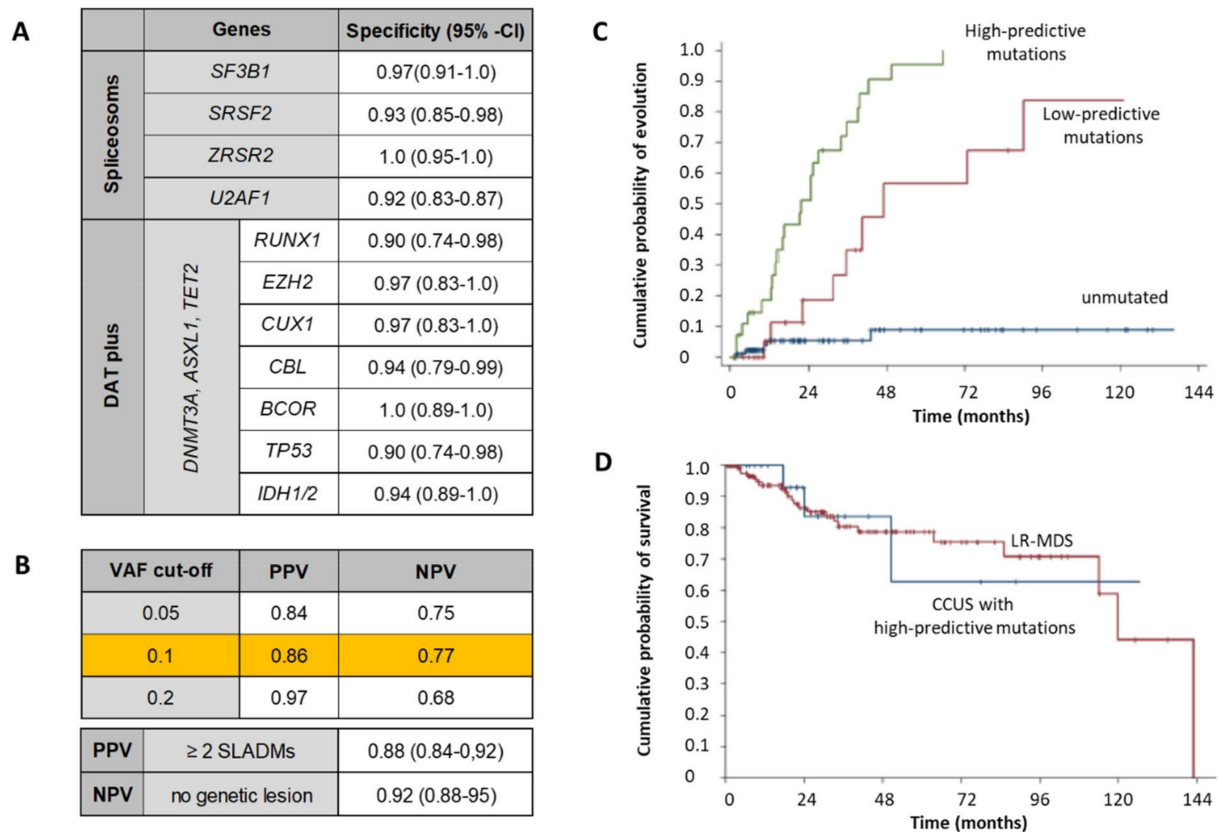 A
Genes Specificity (95% -CI)
Spliceosoms
SF3B1 0.97(0.91-1.0)
SRSF2 0.93 (0.85-0.98)
ZRSR2 1.0 (0.95-1.0)
U2AF1 0.92 (0.83-0.87)
DAT plus
DNMT3A, ASXL1, TET2
RUNX1 0.90 (0.74-0.98)
EZH2 0.97 (0.83-1.0)
CUX1 0.97 (0.83-1.0)
CBL 0.94 (0.79-0.99)
BCOR 1.0 (0.89-1.0)
TP53 0.90 (0.74-0.98)
IDH1/2 0.94 (0.89-1.0)
B
VAF cut-off PPV NPV
0.05 0.84 0.75
0.1 0.86 0.77
0.2 0.97 0.68
PPV ≥ 2 SLADMs 0.88 (0.84-0,92)
NPV no genetic lesion 0.92 (0.88-95)
C
Cumulative probability of evolution
1.0
0.9
0.8
0.7
0.6
0.5
0.4
0.3
0.2
0.1
0
High-predictive
mutations
Low-predictive
mutations
unmutated
0 24 48 72 96 120 144
Time (months)
D
Cumulative probability of survival
1.0
0.9
0.8
0.7
0.6
0.5
0.4
0.3
0.2
0.1
0
LR-MDS
CCUS with
high-predictive mutations
0 24 48 72 96 120 144
Time (months)